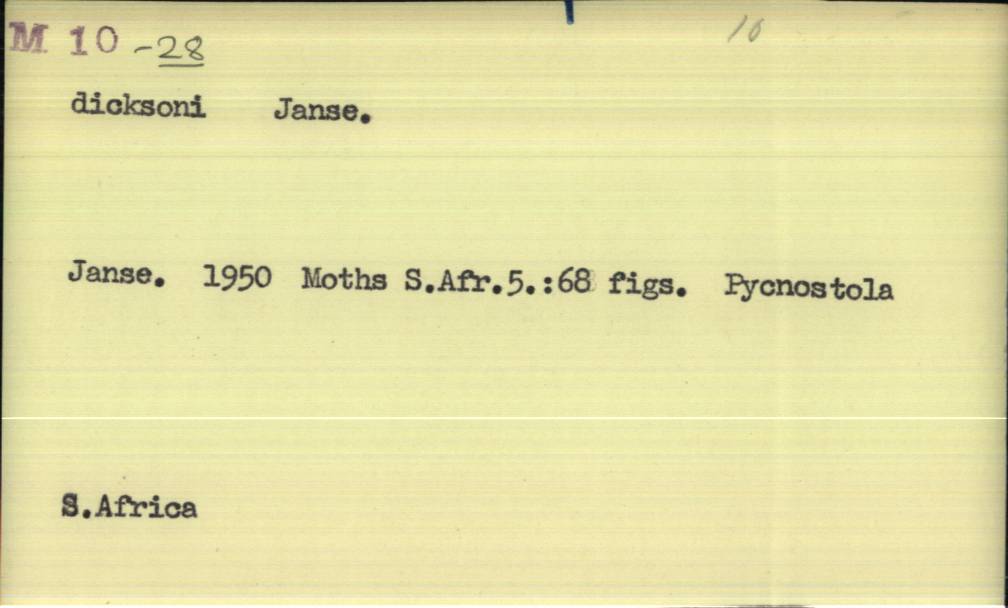 M 10 -28
10
dicksoni Janse.
Janse. 1950 Moths S.Afr.5.:68 figs. Pycnostola
S.Africa